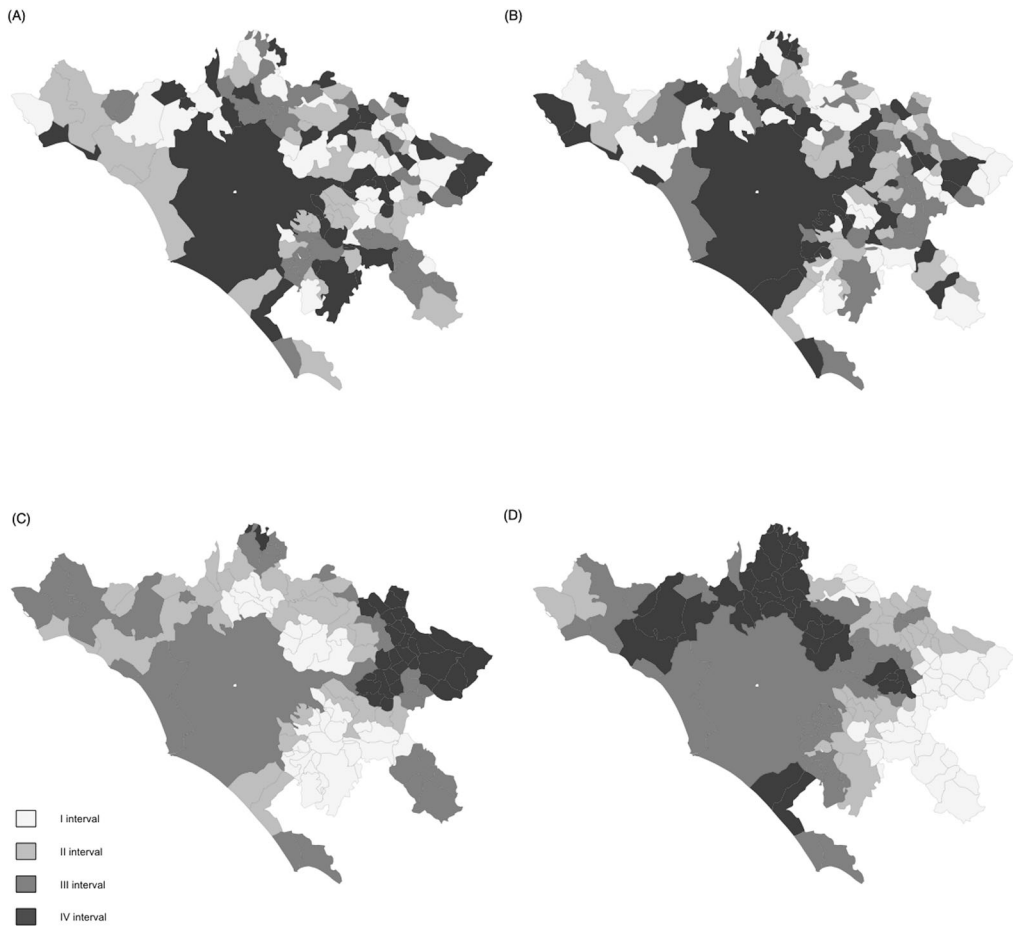 (A)
(B)
(C)
(D)
I interval
II interval
III interval
IV interval